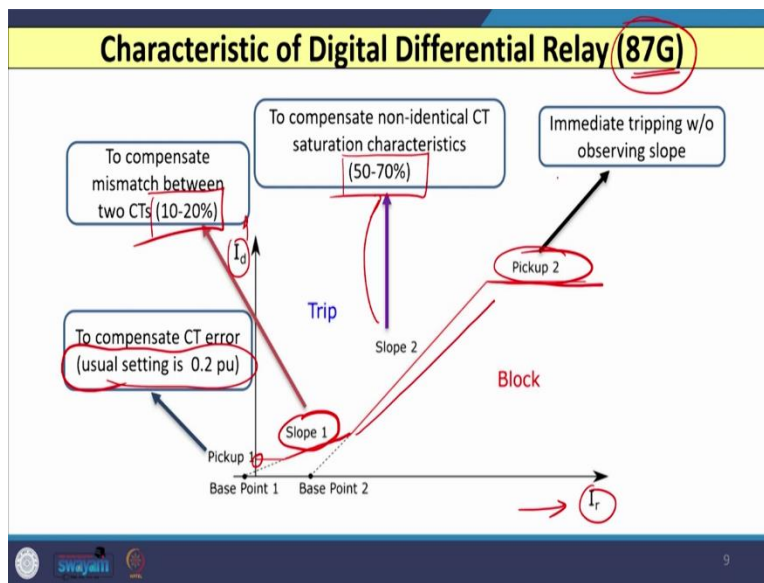 Characteristic of Digital Differential Relay (87G)
To compensate non-identical CT
saturation characteristics
(50-70%)
Immediate tripping w/o
observing slope
To compensate
mismatch between
two CTs (10-20%)
Id
Pickup 2
Trip
To compensate CT error
(usual setting is 0.2 pu)
Slope 2
Block
Slope 1
Pickup 1
Base Point 1
Base Point 2
Ir
swayam
9